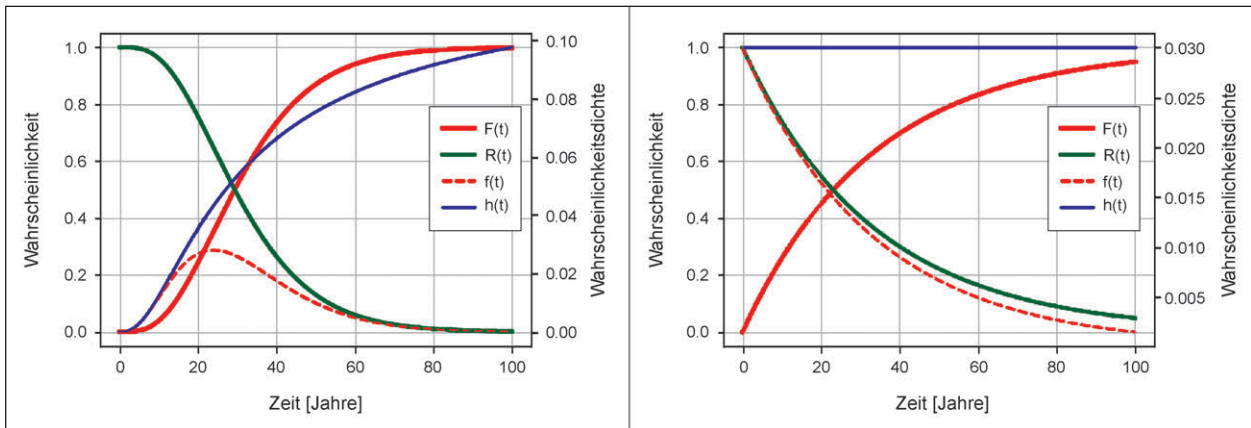 1.0
0.8
0.6
0.4
0.2
0.0
Wahrscheinlichkeit
0.10
0.08
0.06
0.04
0.02
0.00
Wahrscheinlichkeitsdichte
F(t)
R(t)
f(t)
h(t)
0 20 40 60 80 100
Zeit [Jahre]
1.0
0.8
0.6
0.4
0.2
0.0
Wahrscheinlichkeit
0.030
0.025
0.020
0.015
0.010
0.005
Wahrscheinlichkeitsdichte
F(t)
R(t)
f(t)
h(t)
0 20 40 60 80 100
Zeit [Jahre]